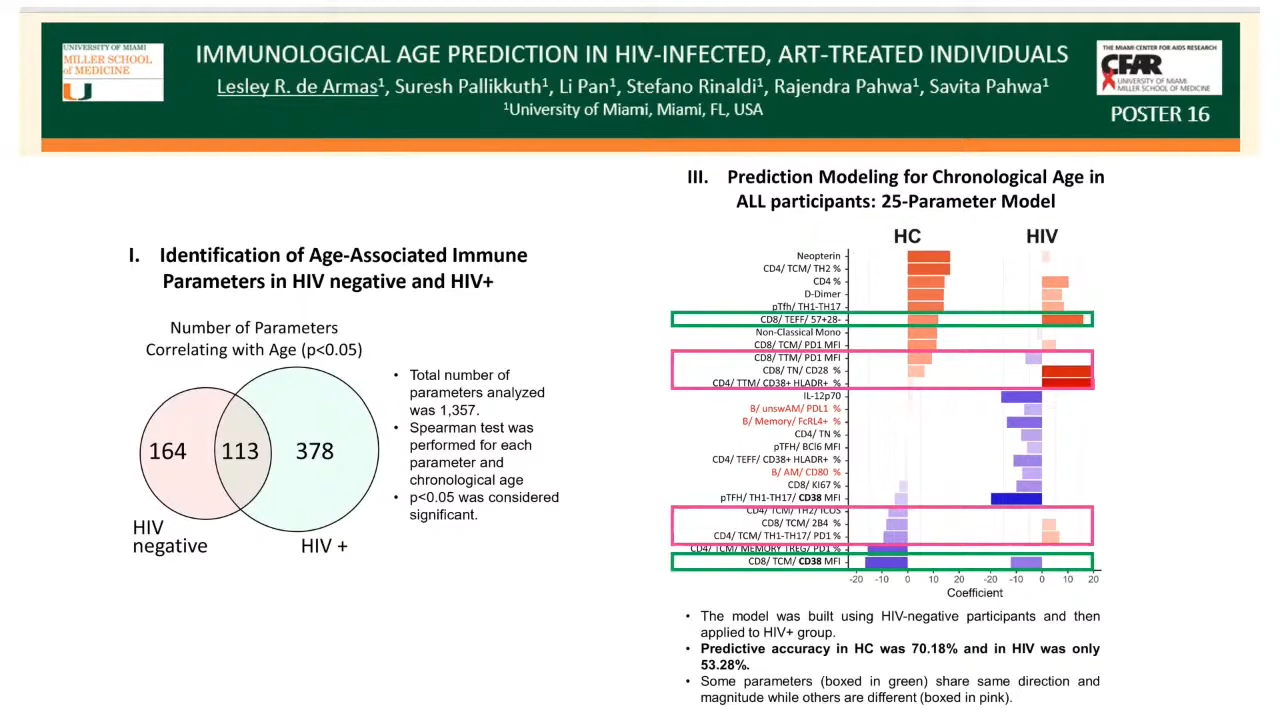 UNIVERSITY OF MIAMI
MILLER SCHOOL
of MEDICINE
IMMUNOLOGICAL AGE PREDICTION IN HIV-INFECTED, ART-TREATED INDIVIDUALS
Lesley R. de Armas¹, Suresh Pallikkuth¹, Li Pan¹, Stefano Rinaldi¹, Rajendra Pahwa¹, Savita Pahwa¹
¹University of Miami, Miami, FL, USA
THE MIAMI CENTER FOR AIDS RESEARCH
CFAR
UNIVERSITY OF MIAMI
MILLER SCHOOL OF MEDICINE
POSTER 16
I. Identification of Age-Associated Immune
Parameters in HIV negative and HIV+
Number of Parameters
Correlating with Age (p<0.05)
164
113
378
HIV
negative
HIV +
• Total number of
parameters analyzed
was 1,357.
• Spearman test was
performed for each
parameter and
chronological age
• p<0.05 was considered
significant.
III. Prediction Modeling for Chronological Age in
ALL participants: 25-Parameter Model
HC HIV
Neopterin
CD4/ TCM/ TH2 %
CD4 %
D-Dimer
pTfh/ TH1-TH17
CD8/ TEFF/ 57+28-
Non-Classical Mono
CD8/ TCM/ PD1 MFI
CD8/ TTM/ PD1 MFI
CD8/ TN/ CD28 %
CD4/ TTM/ CD38+ HLADR+ %
IL-12p70
B/ unswAM/ PDL1 %
B/ Memory/ FcRL4+ %
CD4/ TN %
pTFH/ BCl6 MFI
CD4/ TEFF/ CD38+ HLADR+ %
B/ AM/ CD80 %
CD8/ KI67 %
pTFH/ TH1-TH17/ CD38 MFI
CD4/ TCM/ TH2/ ICOS
CD8/ TCM/ 2B4 %
CD4/ TCM/ TH1-TH17/ PD1 %
CD4/ TCM/ MEMORY TREG/ PD1 %
CD8/ TCM/ CD38 MFI
-20 -10 0 10 20 -20 -10 0 10 20
Coefficient
• The model was built using HIV-negative participants and then
applied to HIV+ group.
• Predictive accuracy in HC was 70.18% and in HIV was only
53.28%.
• Some parameters (boxed in green) share same direction and
magnitude while others are different (boxed in pink).